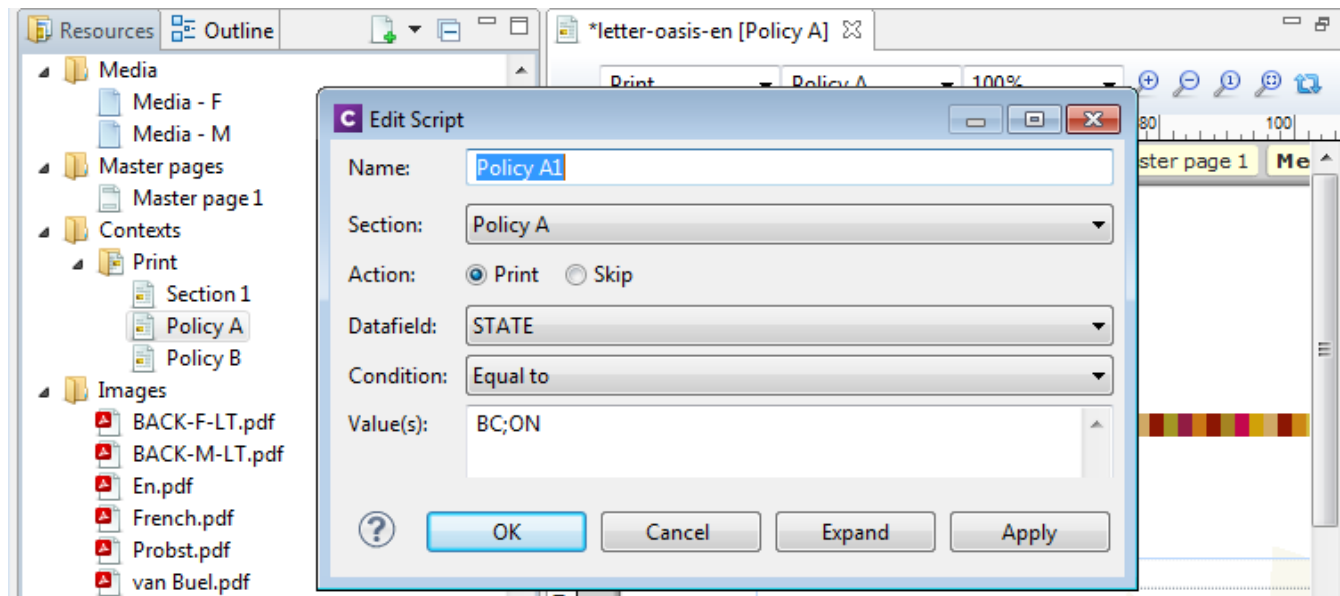 Resources
Outline
*letter-oasis-en [Policy A]
Media
Media - F
Media - M
Master pages
Master page 1
Contexts
Print
Section 1
Policy A
Policy B
Images
BACK-F-LT.pdf
BACK-M-LT.pdf
En.pdf
French.pdf
Probst.pdf
van Buel.pdf
Print Policy A 100%
80 100
ster page 1 Me
C Edit Script
Name: Policy A1
Section: Policy A
Action: Print Skip
Datafield: STATE
Condition: Equal to
Value(s): BC;ON
? OK Cancel Expand Apply